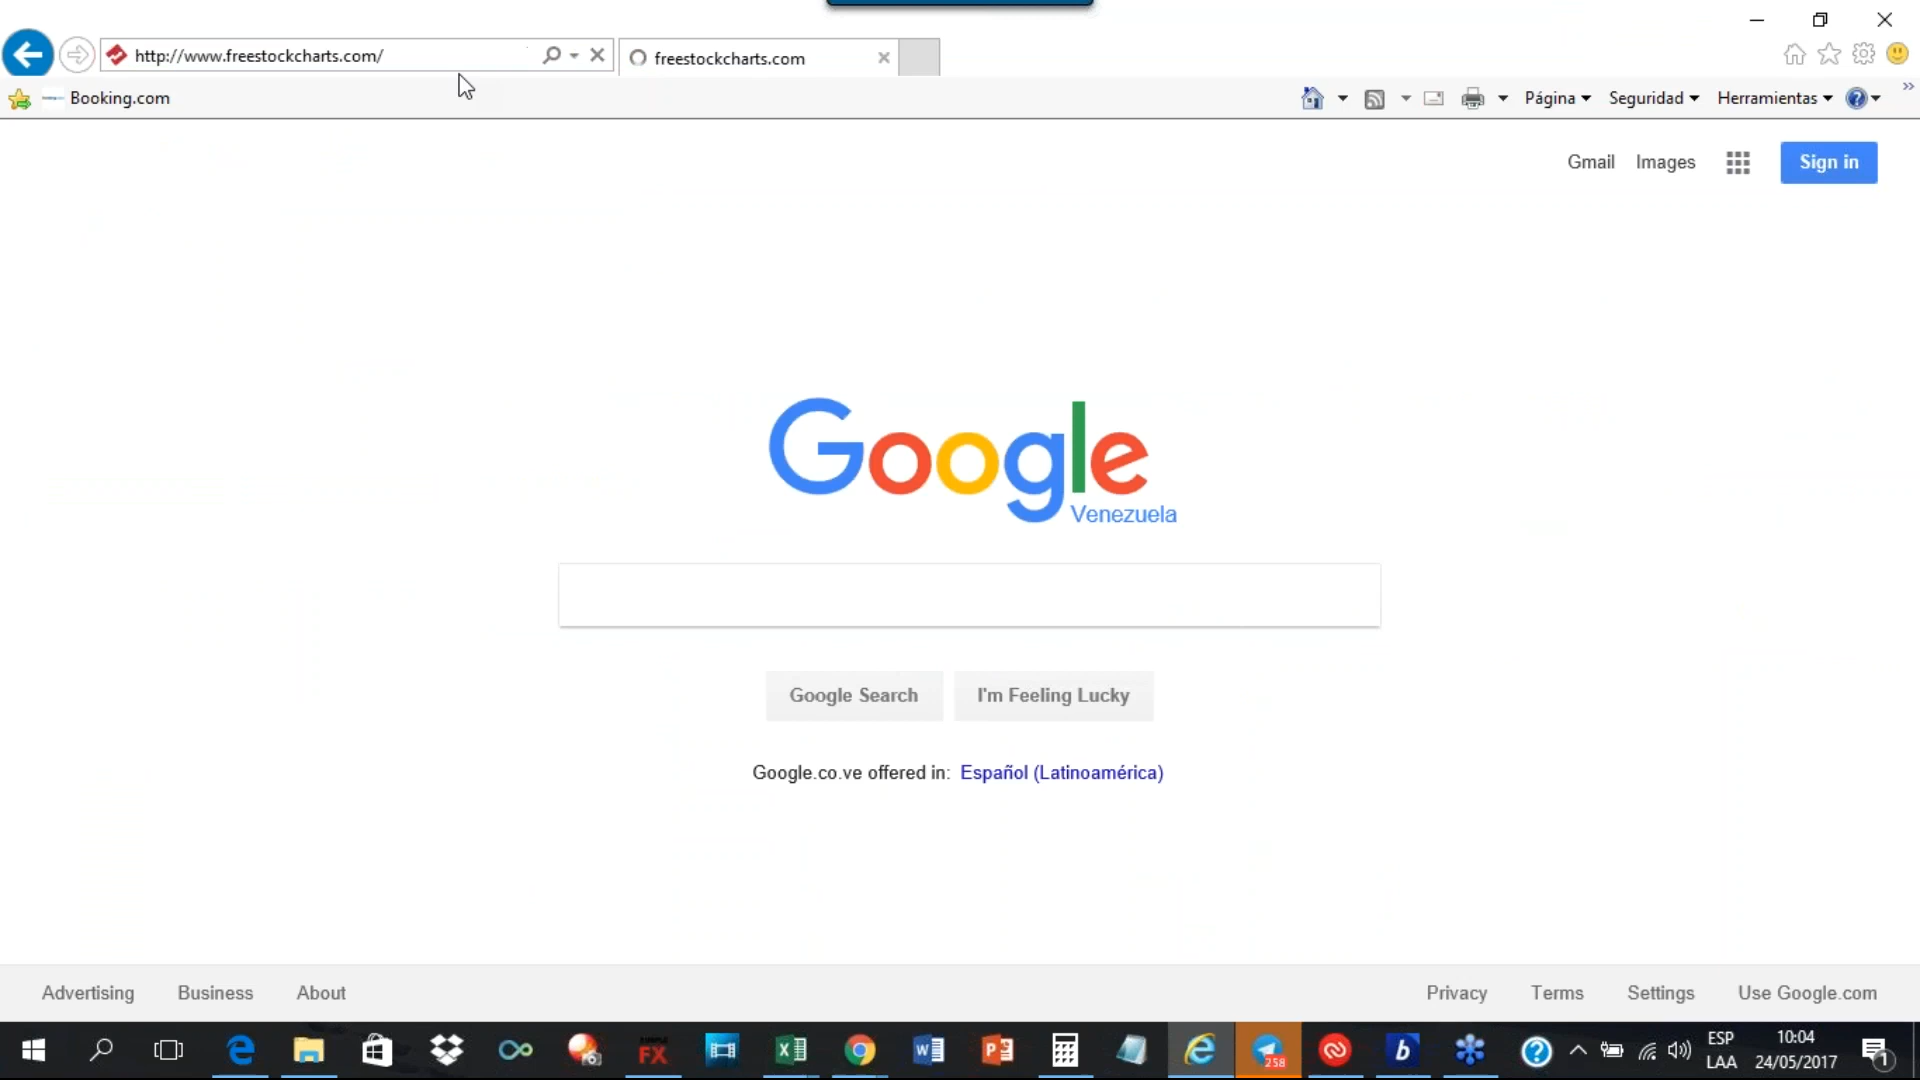 http://www.freestockcharts.com/
freestockcharts.com
Booking.com
Página
Seguridad
Herramientas
Gmail
Images
Sign in
Google
Venezuela
Google Search
I'm Feeling Lucky
Google.co.ve offered in: Español (Latinoamérica)
Advertising
Business
About
Privacy
Terms
Settings
Use Google.com
FX
258
ESP
LAA
10:04
24/05/2017
1